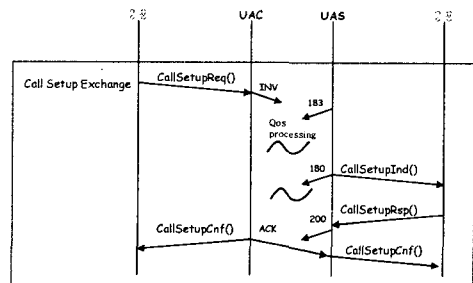 UAC
UAS
Call Setup Exchange
CallSetupReq()
INV
183
Qos
processing
180
CallSetupInd()
CallSetupRsp()
200
CallSetupCnf()
ACK
CallSetupCnf()